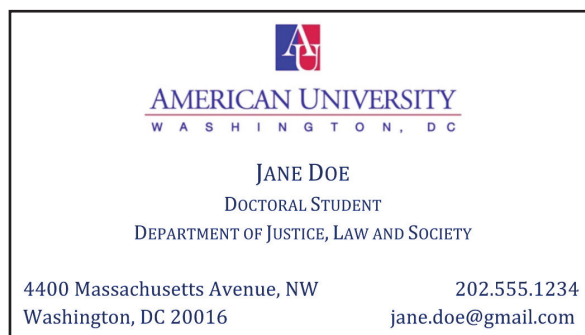 AU
AMERICAN UNIVERSITY
WASHINGTON, DC
JANE DOE
DOCTORAL STUDENT
DEPARTMENT OF JUSTICE, LAW AND SOCIETY
4400 Massachusetts Avenue, NW 202.555.1234
Washington, DC 20016 jane.doe@gmail.com